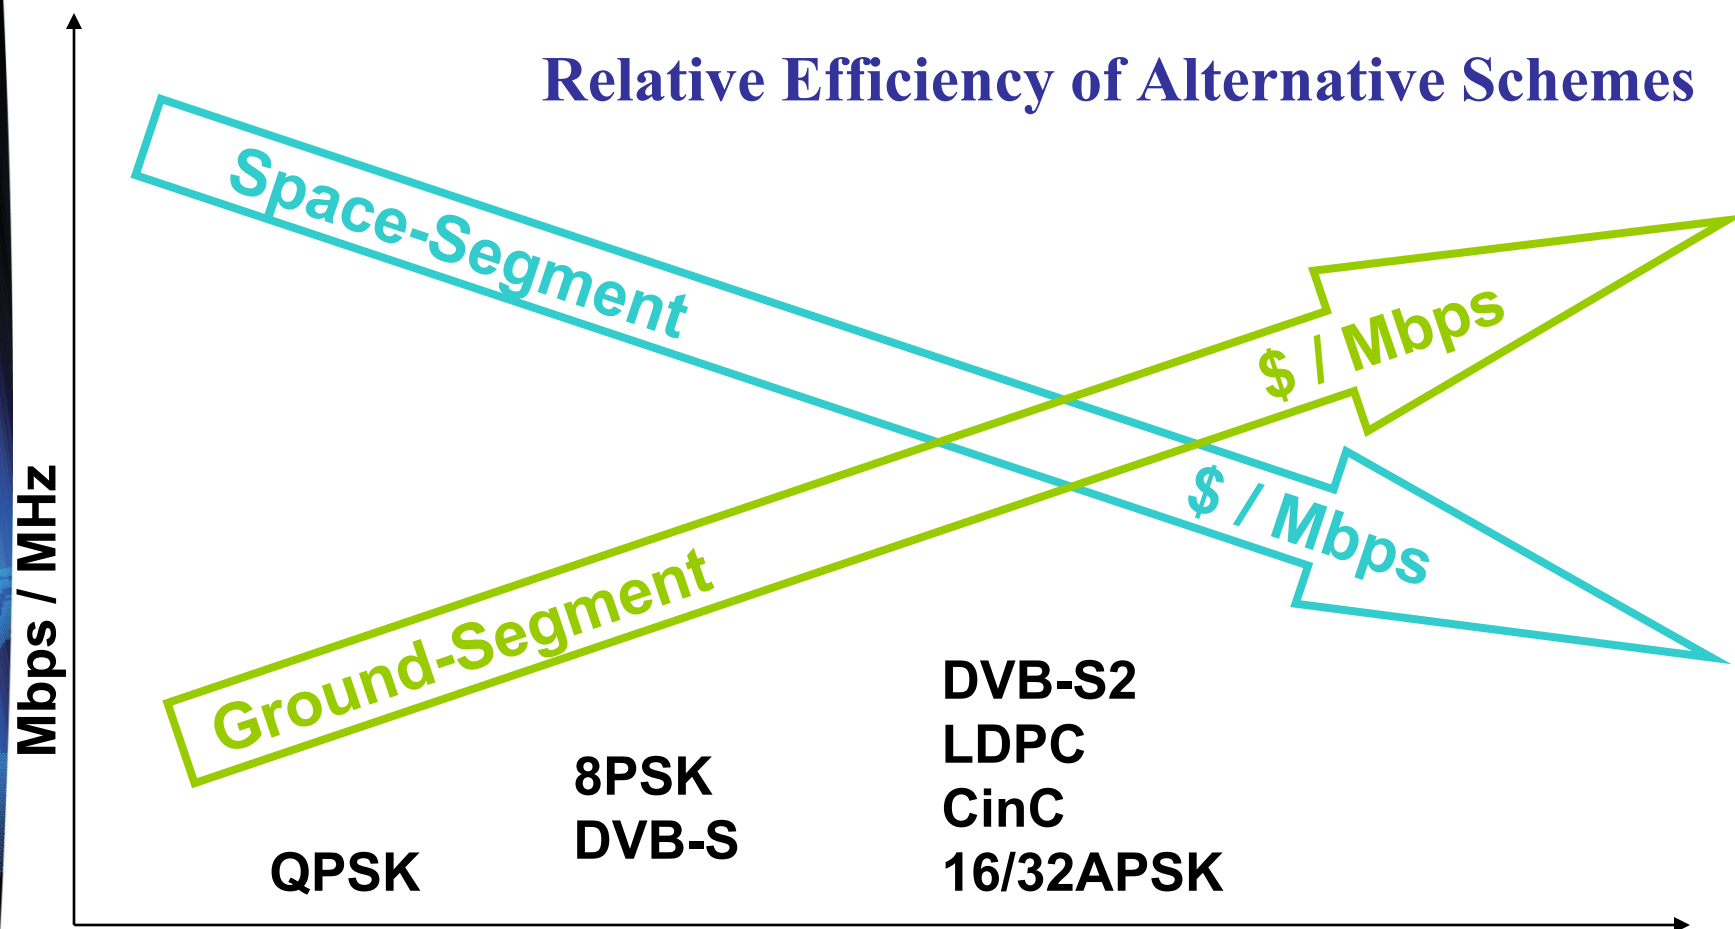 Relative Efficiency of Alternative Schemes
Space-Segment
$ / Mbps
$ / Mbps
Ground-Segment
Mbps / MHz
QPSK
8PSK
DVB-S
DVB-S2
LDPC
CinC
16/32APSK